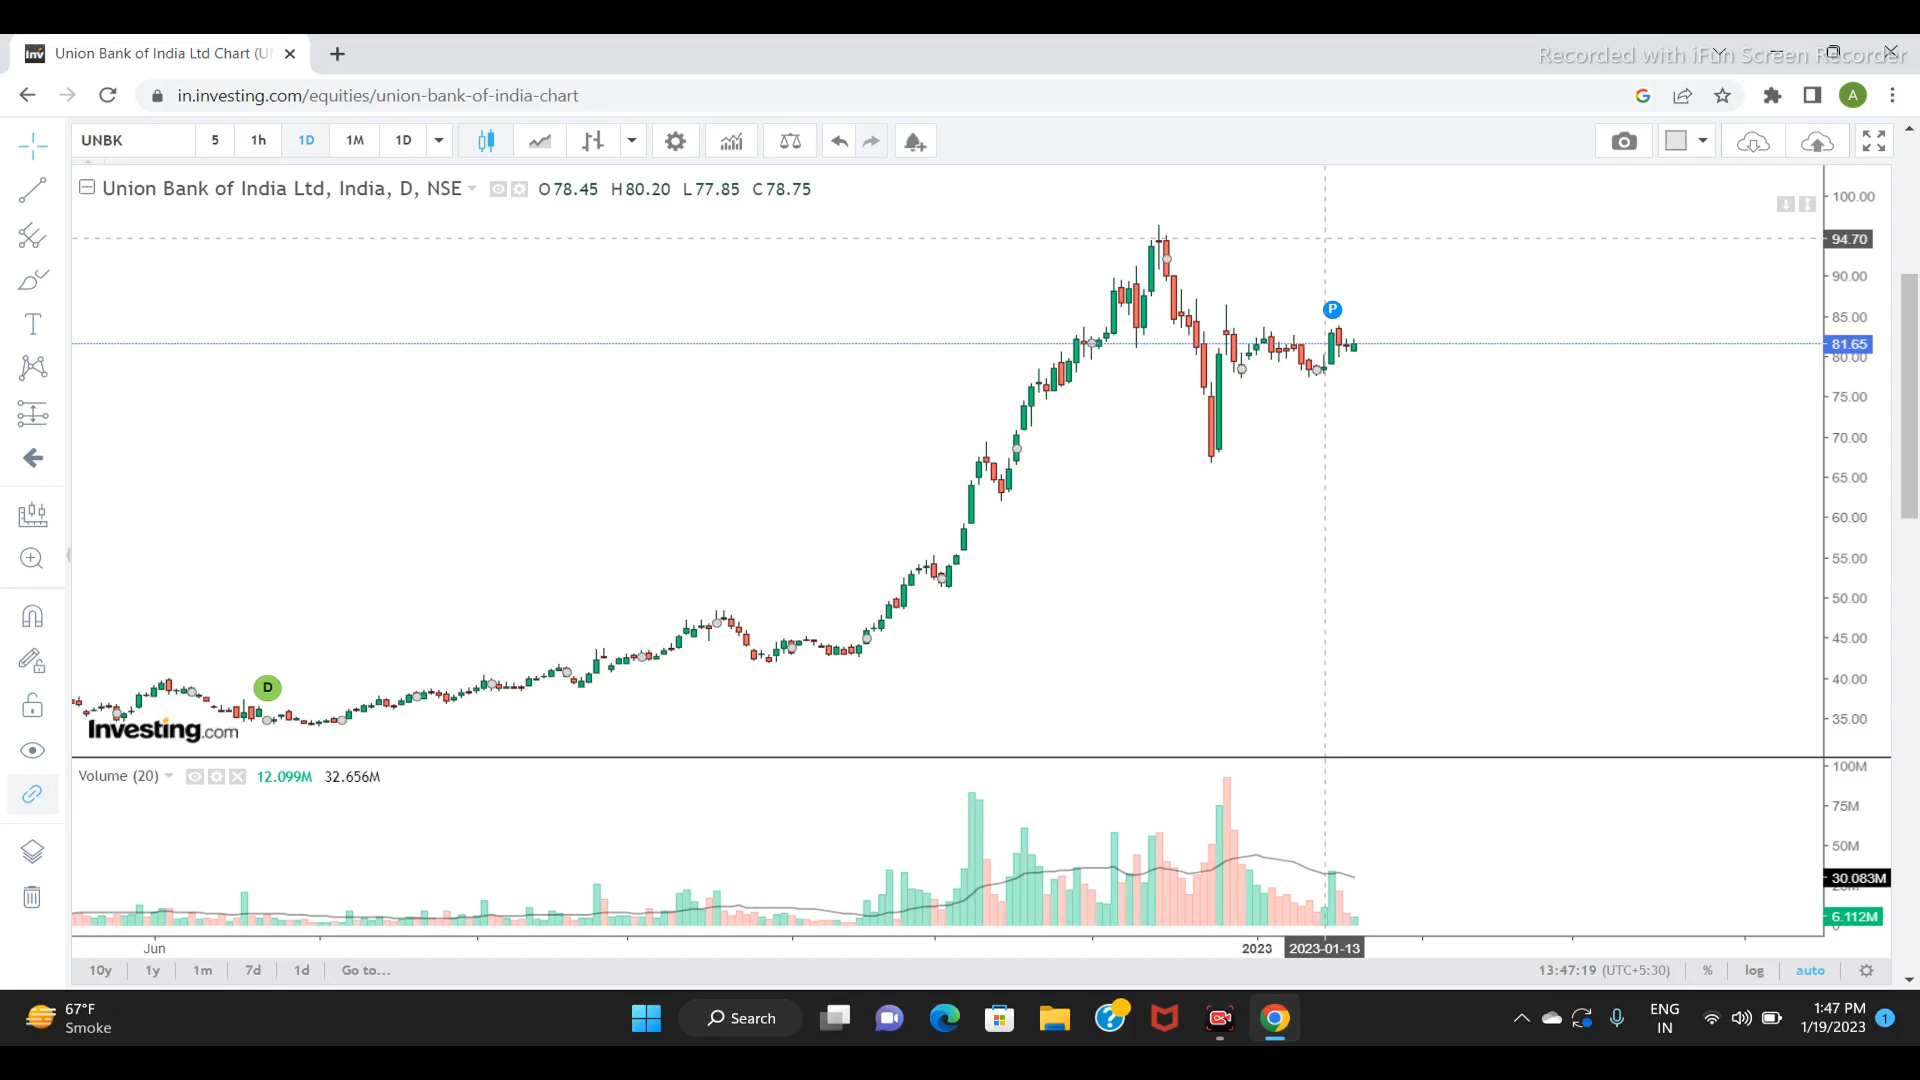 Union Bank of India Ltd Chart (U
Recorded with iFun Screen Recorder
in.investing.com/equities/union-bank-of-india-chart
A
UNBK 5 1h 1D 1M 1D
Union Bank of India Ltd, India, D, NSE O78.45 H80.20 L77.85 C78.75
100.00
94.70
90.00
85.00
P
81.65
80.00
75.00
70.00
65.00
60.00
55.00
50.00
45.00
40.00
D
35.00
Investing.com
Volume (20) 12.099M 32.656M
100M
75M
50M
30.083M
6.112M
Jun 2023 2023-01-13
10y 1y 1m 7d 1d Go to... 13:47:19 (UTC+5:30) % log auto
67°F
Smoke
Search
ENG
IN
1:47 PM
1/19/2023
1